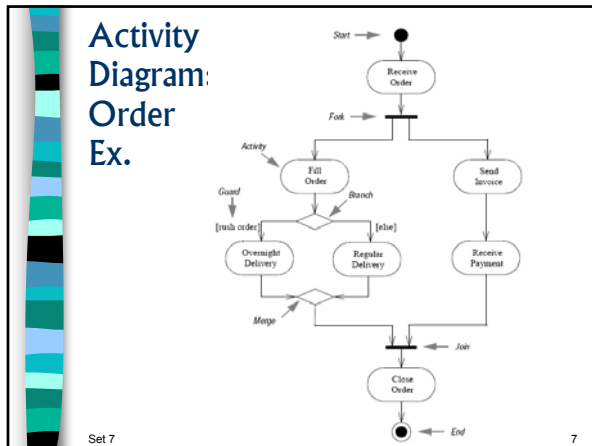 Activity
Diagram:
Order
Ex.
Start
Receive
Order
Fork
Activity
Fill
Order
Send
Invoice
Guard
Branch
[rush order]
[else]
Overnight
Delivery
Regular
Delivery
Receive
Payment
Merge
Join
Close
Order
End
Set 7
7